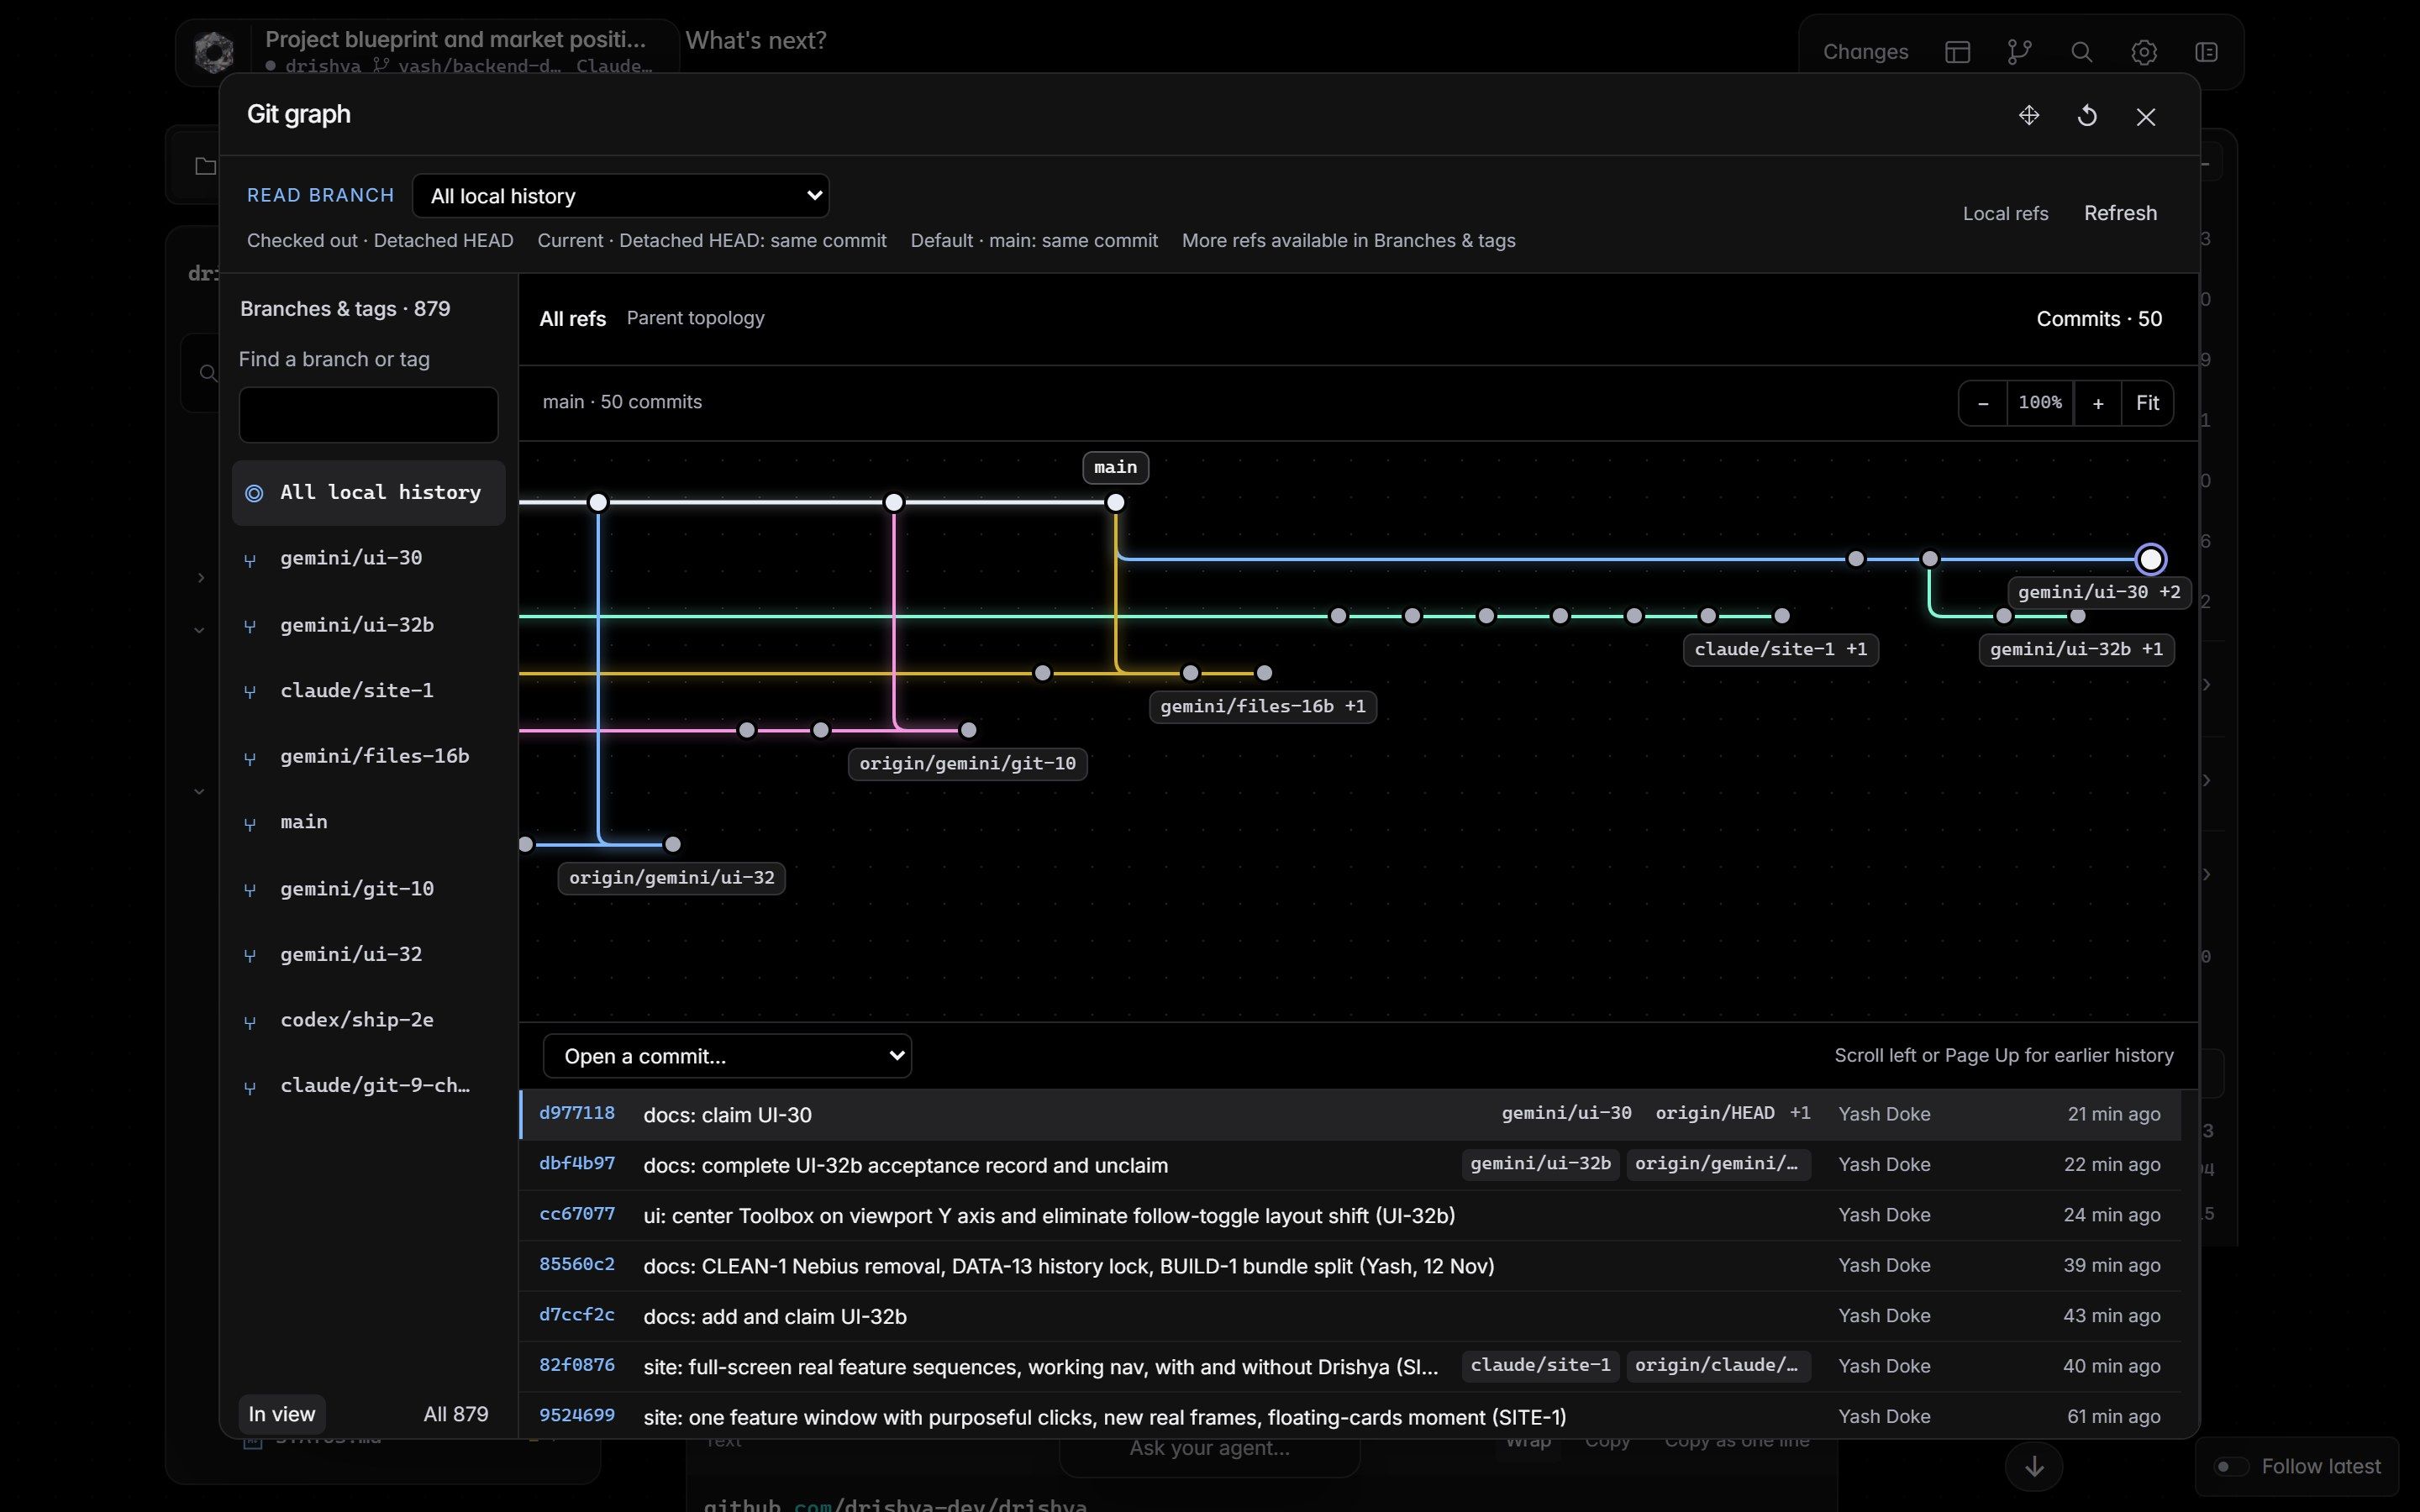 Project blueprint and market positi...
What's next?
drishya yash/backend-d... Claude...
Changes
Git graph
READ BRANCH All local history
Local refs Refresh
Checked out · Detached HEAD Current · Detached HEAD: same commit Default · main: same commit More refs available in Branches & tags
Branches & tags · 879
Find a branch or tag
All local history
gemini/ui-30
gemini/ui-32b
claude/site-1
gemini/files-16b
main
gemini/git-10
gemini/ui-32
codex/ship-2e
claude/git-9-ch...
In view All 879
All refs Parent topology Commits · 50
main · 50 commits
− 100% + Fit
main
gemini/ui-30 +2
claude/site-1 +1
gemini/ui-32b +1
gemini/files-16b +1
origin/gemini/git-10
origin/gemini/ui-32
Open a commit...
Scroll left or Page Up for earlier history
d977118 docs: claim UI-30 gemini/ui-30 origin/HEAD +1 Yash Doke 21 min ago
dbf4b97 docs: complete UI-32b acceptance record and unclaim gemini/ui-32b origin/gemini/... Yash Doke 22 min ago
cc67077 ui: center Toolbox on viewport Y axis and eliminate follow-toggle layout shift (UI-32b) Yash Doke 24 min ago
85560c2 docs: CLEAN-1 Nebius removal, DATA-13 history lock, BUILD-1 bundle split (Yash, 12 Nov) Yash Doke 39 min ago
d7ccf2c docs: add and claim UI-32b Yash Doke 43 min ago
82f0876 site: full-screen real feature sequences, working nav, with and without Drishya (SI... claude/site-1 origin/claude/... Yash Doke 40 min ago
9524699 site: one feature window with purposeful clicks, new real frames, floating-cards moment (SITE-1) Yash Doke 61 min ago
Text
Ask your agent...
Wrap Copy Copy as one line
Follow latest
github.com/drishya-dev/drishya